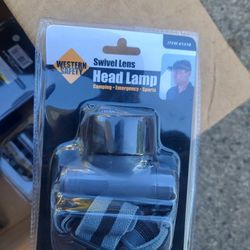 WESTERN
SAFETY
Swivel Lens
Head Lamp
Camping • Emergency • Sports